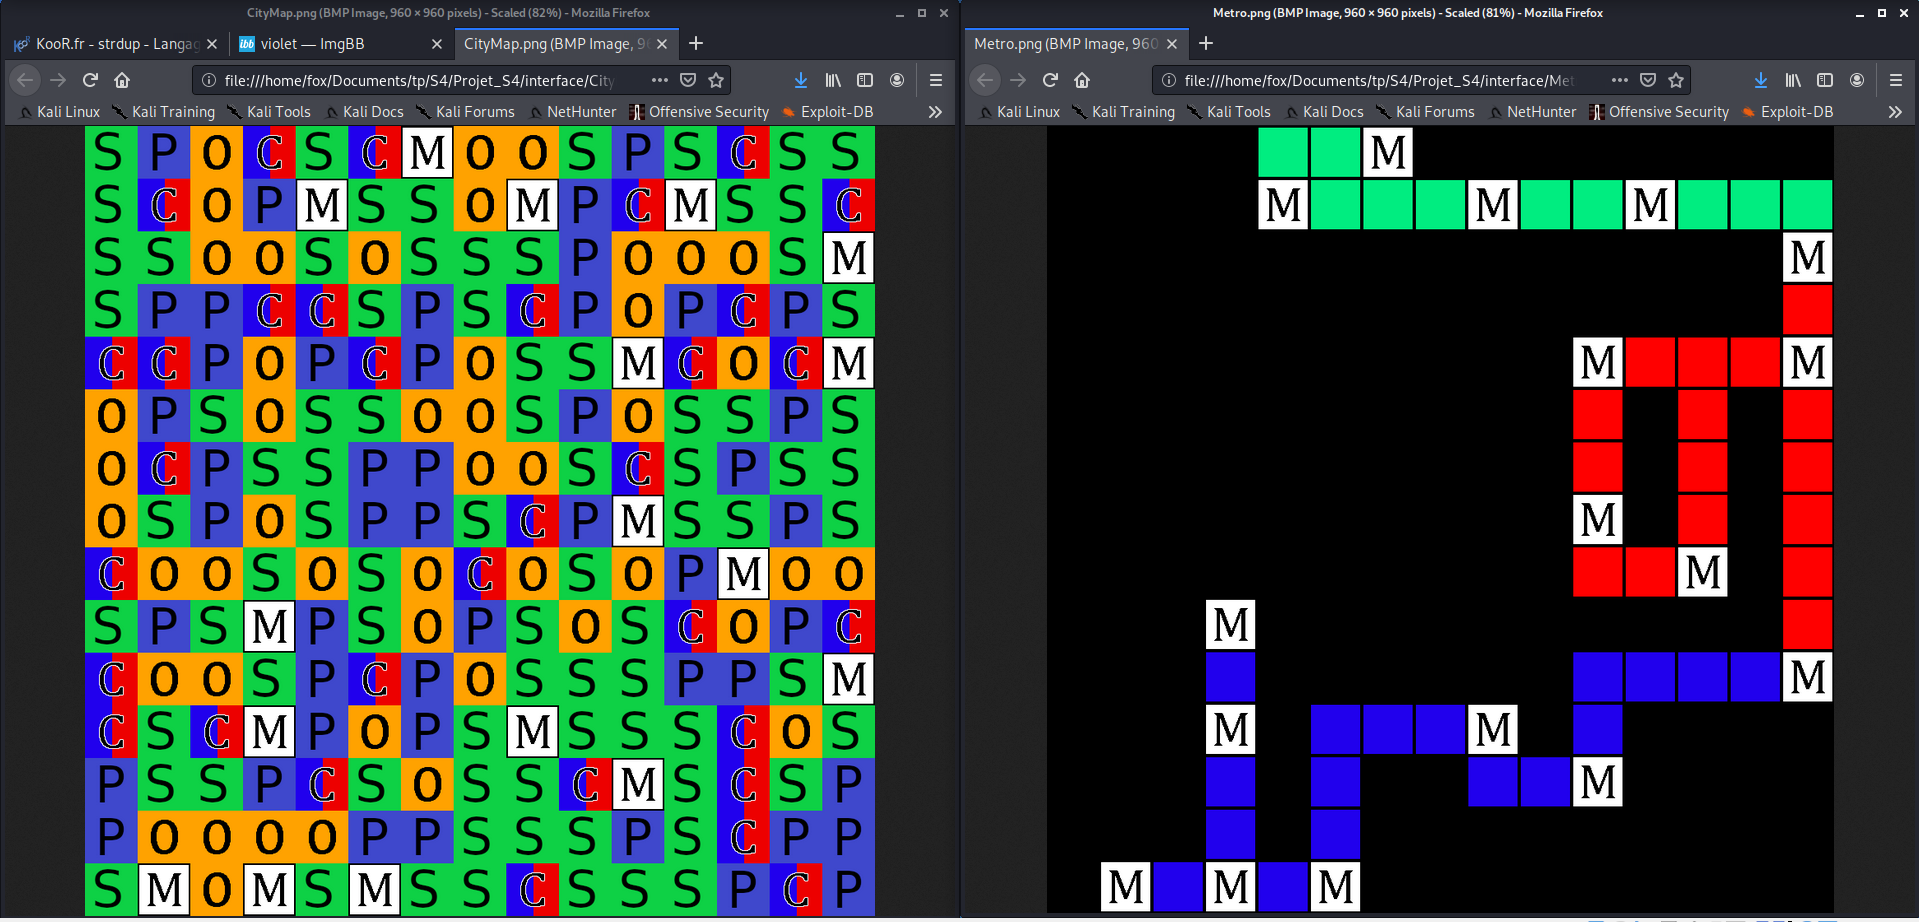 CityMap.png (BMP Image, 960 × 960 pixels) - Scaled (82%) - Mozilla Firefox
KooR.fr - strdup - Langag
violet — ImgBB
CityMap.png (BMP Image, 96
file:///home/fox/Documents/tp/S4/Projet_S4/interface/City
Kali Linux Kali Training Kali Tools Kali Docs Kali Forums NetHunter Offensive Security Exploit-DB
S P O C S C M O O S P S C S S
S C O P M S S O M P C M S S C
S S O O S O S S S P O O O S M
S P P C C S P S C P O P C P S
C C P O P C P O S S M C O C M
O P S O S S O O S P O S S P S
O C P S S P P O O S C S P S S
O S P O S P P S C P M S S P S
C O O S O S O C O S O P M O O
S P S M P S O P S O S C O P C
C O O S P C P O S S S P P S M
C S C M P O P S M S S S C O S
P S S P C S O S S C M S C S P
P O O O O P P S S S P S C P P
S M O M S M S S C S S S P C P
Metro.png (BMP Image, 960 × 960 pixels) - Scaled (81%) - Mozilla Firefox
Metro.png (BMP Image, 960
file:///home/fox/Documents/tp/S4/Projet_S4/interface/Met
Kali Linux Kali Training Kali Tools Kali Docs Kali Forums NetHunter Offensive Security Exploit-DB
M
M M M
M
M M
M
M
M
M
M M
M
M M M